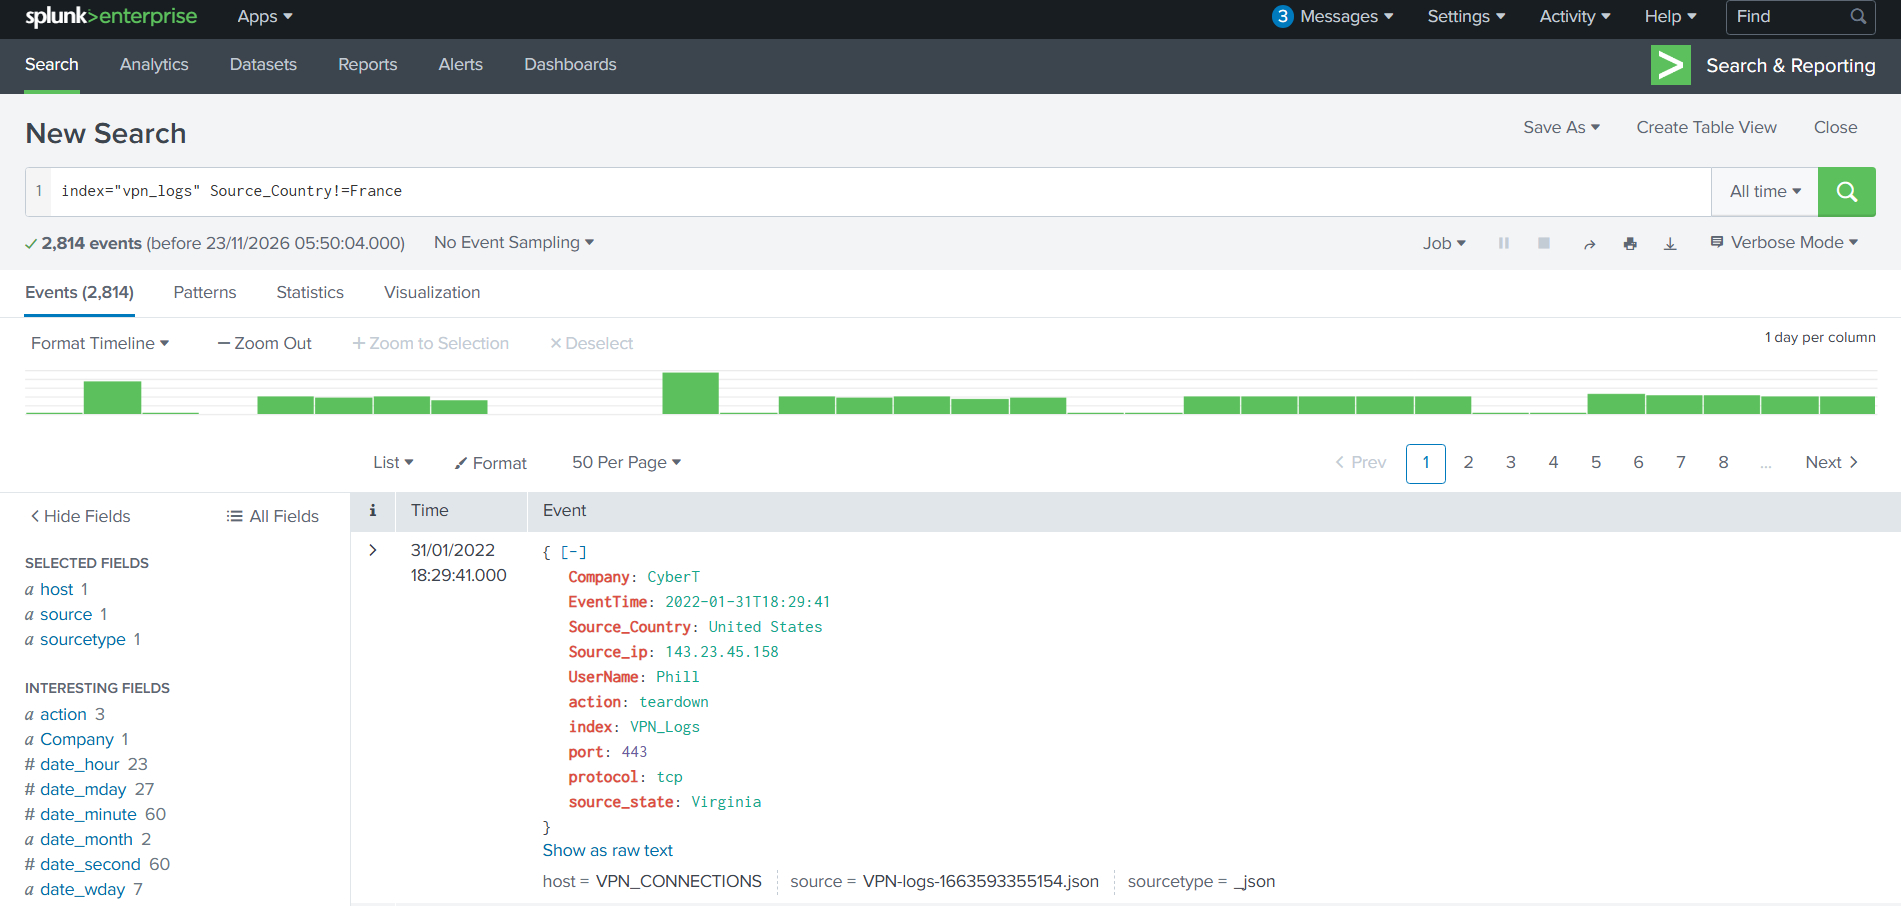 splunk>enterprise Apps 3 Messages Settings Activity Help Find
Search Analytics Datasets Reports Alerts Dashboards Search & Reporting
New Search Save As Create Table View Close
1 index="vpn_logs" Source_Country!=France All time
2,814 events (before 23/11/2026 05:50:04.000) No Event Sampling Job Verbose Mode
Events (2,814) Patterns Statistics Visualization
Format Timeline Zoom Out Zoom to Selection Deselect 1 day per column
List Format 50 Per Page Prev 1 2 3 4 5 6 7 8 ... Next
Hide Fields All Fields i Time Event
SELECTED FIELDS
a host 1
a source 1
a sourcetype 1
INTERESTING FIELDS
a action 3
a Company 1
# date_hour 23
# date_mday 27
# date_minute 60
a date_month 2
# date_second 60
a date_wday 7
31/01/2022
18:29:41.000
{ [-]
Company: CyberT
EventTime: 2022-01-31T18:29:41
Source_Country: United States
Source_ip: 143.23.45.158
UserName: Phill
action: teardown
index: VPN_Logs
port: 443
protocol: tcp
source_state: Virginia
}
Show as raw text
host = VPN_CONNECTIONS source = VPN-logs-1663593355154.json sourcetype = _json